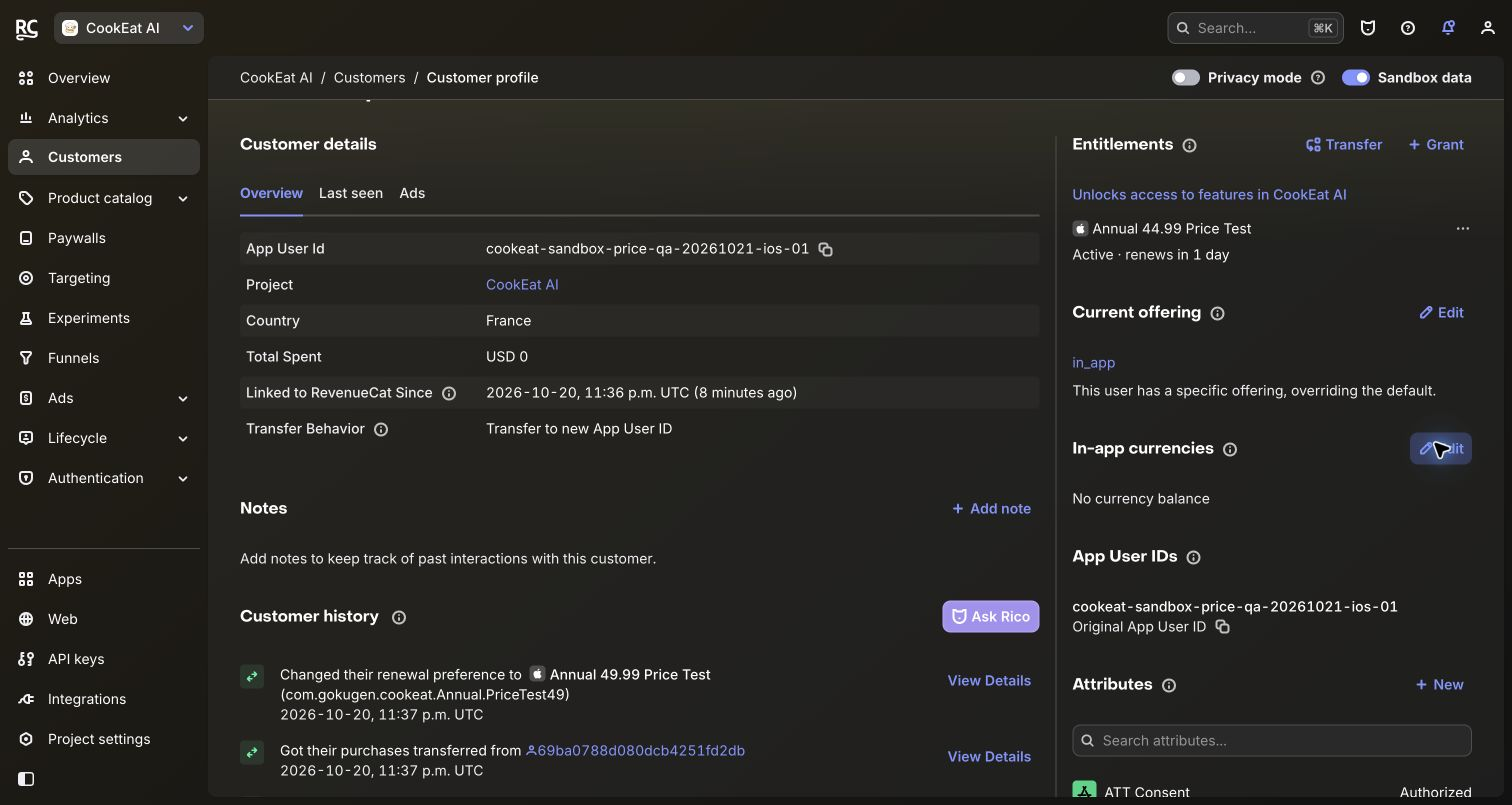 RC
CookEat AI
Search...
⌘K
Overview
Analytics
Customers
Product catalog
Paywalls
Targeting
Experiments
Funnels
Ads
Lifecycle
Authentication
Apps
Web
API keys
Integrations
Project settings
CookEat AI / Customers / Customer profile
Privacy mode
Sandbox data
Customer details
Overview
Last seen
Ads
App User Id
cookeat-sandbox-price-qa-20261021-ios-01
Project
CookEat AI
Country
France
Total Spent
USD 0
Linked to RevenueCat Since
2026-10-20, 11:36 p.m. UTC (8 minutes ago)
Transfer Behavior
Transfer to new App User ID
Notes
+ Add note
Add notes to keep track of past interactions with this customer.
Customer history
Ask Rico
Changed their renewal preference to Annual 49.99 Price Test
(com.gokugen.cookeat.Annual.PriceTest49)
2026-10-20, 11:37 p.m. UTC
View Details
Got their purchases transferred from 69ba0788d080dcb4251fd2db
2026-10-20, 11:37 p.m. UTC
View Details
Entitlements
Transfer
+ Grant
Unlocks access to features in CookEat AI
Annual 44.99 Price Test
Active · renews in 1 day
Current offering
Edit
in_app
This user has a specific offering, overriding the default.
In-app currencies
No currency balance
App User IDs
cookeat-sandbox-price-qa-20261021-ios-01
Original App User ID
Attributes
+ New
Search attributes...
ATT Consent
Authorized